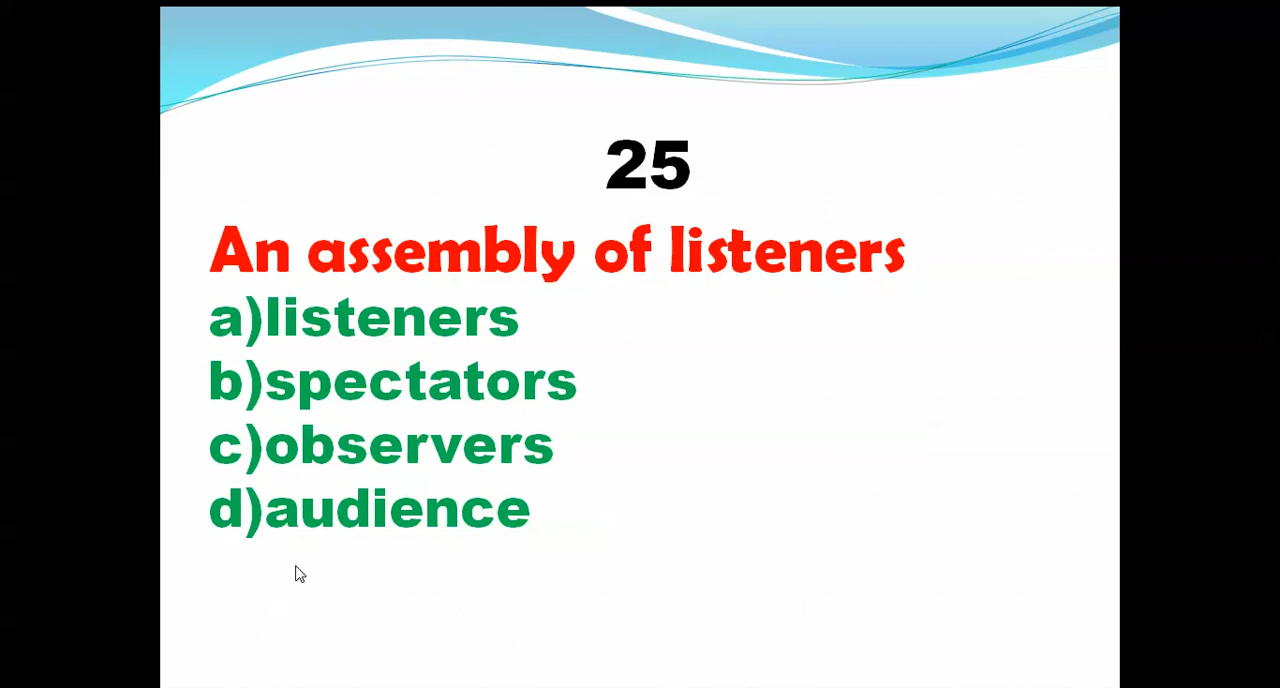 25
An assembly of listeners
a)listeners
b)spectators
c)observers
d)audience